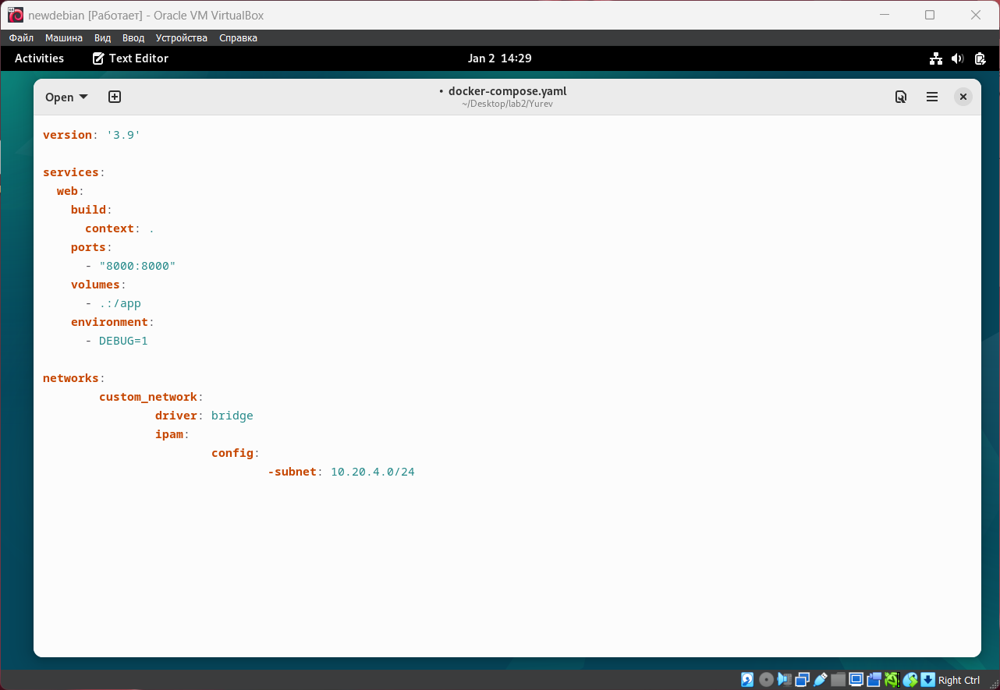 newdebian [Работает] - Oracle VM VirtualBox
Файл Машина Вид Ввод Устройства Справка
Activities Text Editor Jan 2 14:29
Open • docker-compose.yaml
~/Desktop/lab2/Yurev
version: '3.9'
services:
  web:
    build:
      context: .
    ports:
      - "8000:8000"
    volumes:
      - .:/app
    environment:
      - DEBUG=1
networks:
        custom_network:
                driver: bridge
                ipam:
                        config:
                                -subnet: 10.20.4.0/24
Right Ctrl